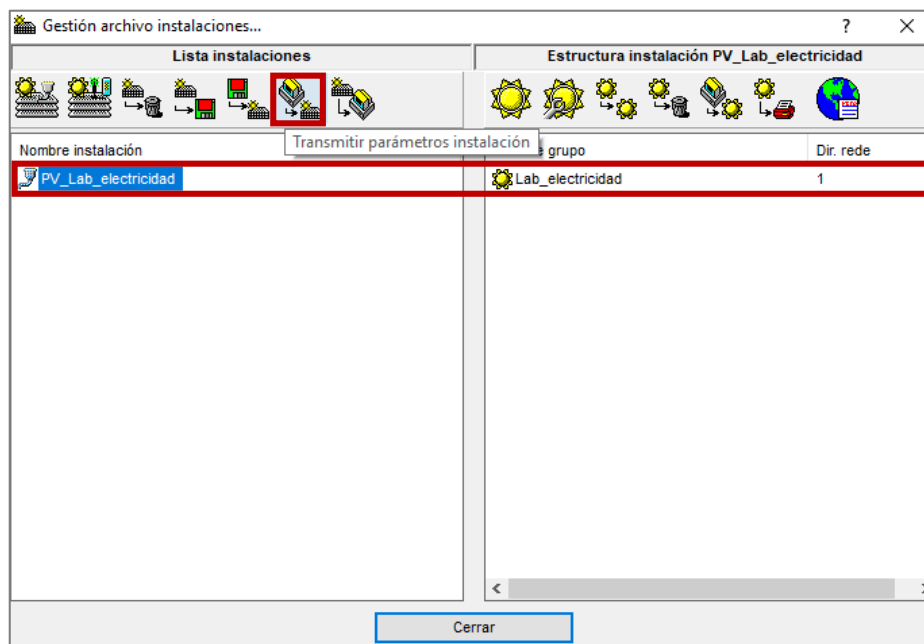 Gestión archivo instalaciones...
Lista instalaciones
Estructura instalación PV_Lab_electricidad
Transmitir parámetros instalación
Nombre instalación
grupo
Dir. rede
PV_Lab_electricidad
Lab_electricidad
1
Cerrar